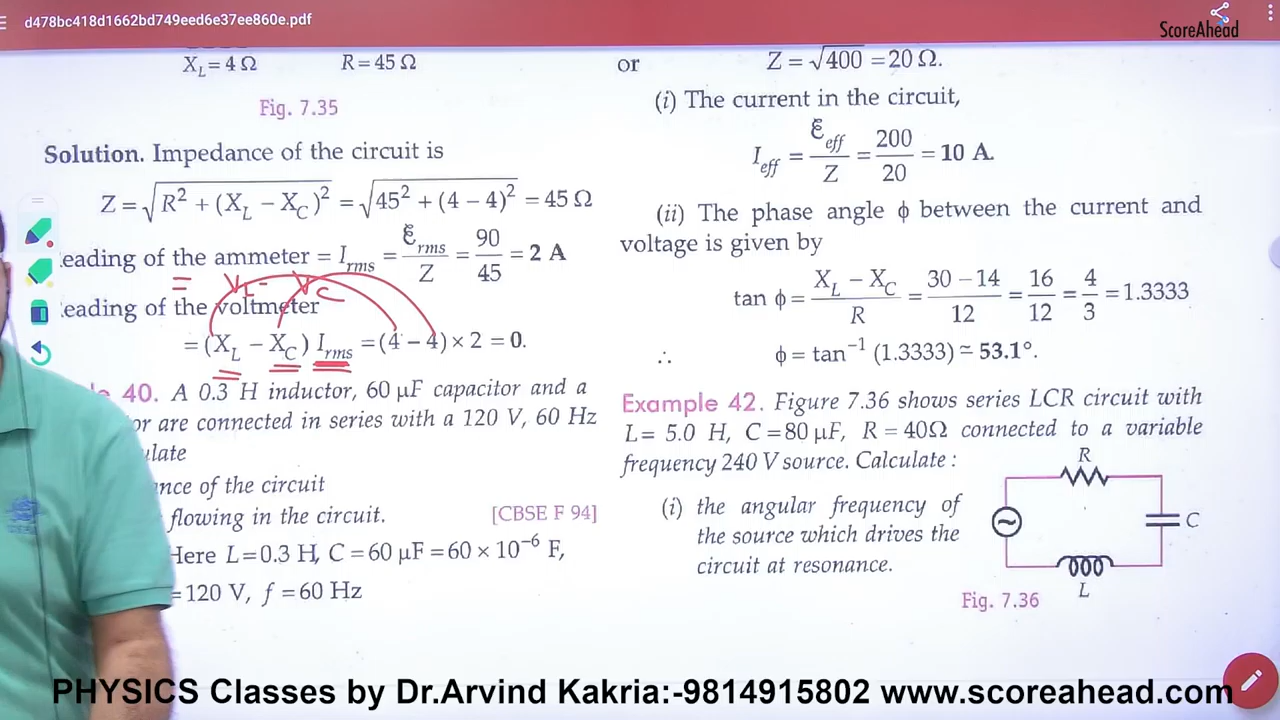 d478bc418d1662bd749eed6e37ee860e.pdf
ScoreAhead
X_L = 4 Ω R = 45 Ω
Fig. 7.35
Solution. Impedance of the circuit is
Z = √(R² + (X_L − X_C)²) = √(45² + (4 − 4)²) = 45 Ω
eading of the ammeter = I_rms = ℰ_rms / Z = 90 / 45 = 2 A
V_L - V_C
eading of the voltmeter
= (X_L − X_C) I_rms = (4 − 4) × 2 = 0.
40. A 0.3 H inductor, 60 μF capacitor and a
or are connected in series with a 120 V, 60 Hz
ulate
nce of the circuit
flowing in the circuit. [CBSE F 94]
Here L = 0.3 H, C = 60 μF = 60 × 10⁻⁶ F,
= 120 V, f = 60 Hz
or Z = √400 = 20 Ω.
(i) The current in the circuit,
I_eff = ℰ_eff / Z = 200 / 20 = 10 A.
(ii) The phase angle ϕ between the current and
voltage is given by
tan ϕ = (X_L − X_C) / R = (30 − 14) / 12 = 16 / 12 = 4 / 3 = 1.3333
∴ ϕ = tan⁻¹ (1.3333) ≃ 53.1°.
Example 42. Figure 7.36 shows series LCR circuit with
L = 5.0 H, C = 80 μF, R = 40Ω connected to a variable
frequency 240 V source. Calculate :
(i) the angular frequency of
the source which drives the
circuit at resonance.
R
C
L
Fig. 7.36
PHYSICS Classes by Dr.Arvind Kakria:-9814915802 www.scoreahead.com